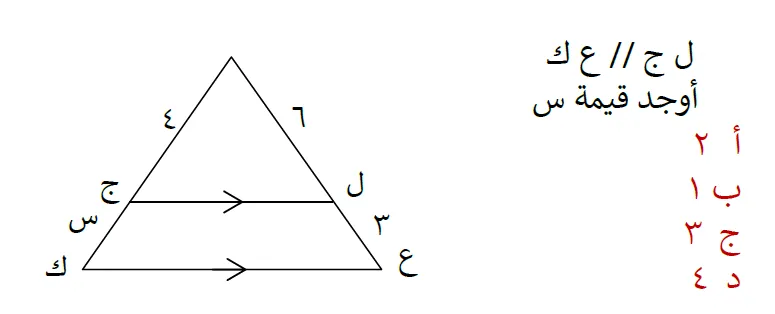 ل ج // ع ك
أوجد قيمة س
أ ٢
ب ١
ج ٣
د ٤
٤
٦
ج
ل
س
٣
ك
ع